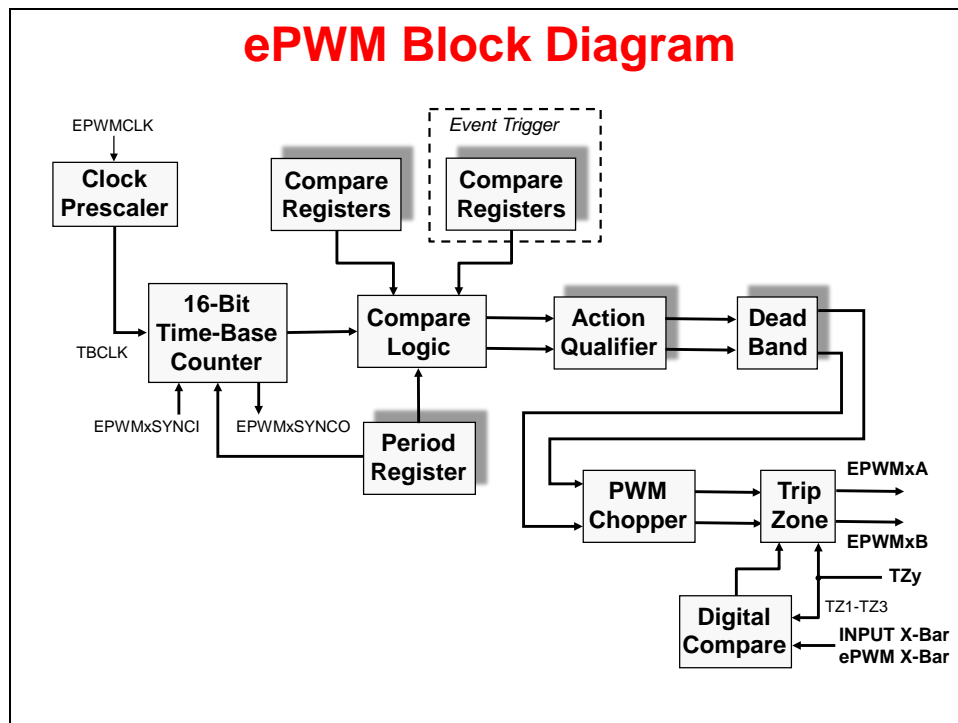 ePWM Block Diagram
EPWMCLK
Clock
Prescaler
Compare
Registers
Event Trigger
Compare
Registers
TBCLK
16-Bit
Time-Base
Counter
Compare
Logic
Action
Qualifier
Dead
Band
EPWMxSYNCI
EPWMxSYNCO
Period
Register
PWM
Chopper
Trip
Zone
EPWMxA
EPWMxB
TZy
TZ1-TZ3
Digital
Compare
INPUT X-Bar
ePWM X-Bar